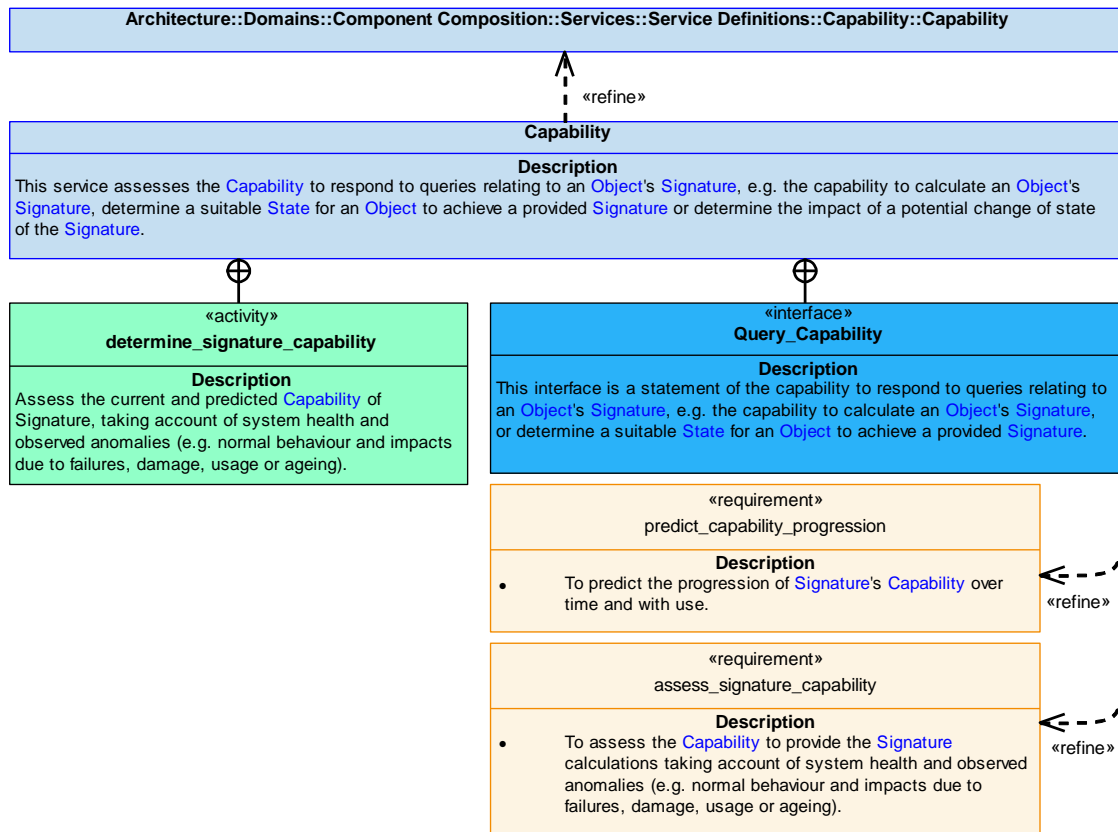 Architecture::Domains::Component Composition::Services::Service Definitions::Capability::Capability
«refine»
Capability
Description
This service assesses the Capability to respond to queries relating to an Object's Signature, e.g. the capability to calculate an Object's
Signature, determine a suitable State for an Object to achieve a provided Signature or determine the impact of a potential change of state
of the Signature.
«activity»
determine_signature_capability
Description
Assess the current and predicted Capability of
Signature, taking account of system health and
observed anomalies (e.g. normal behaviour and impacts
due to failures, damage, usage or ageing).
«interface»
Query_Capability
Description
This interface is a statement of the capability to respond to queries relating to
an Object's Signature, e.g. the capability to calculate an Object's Signature,
or determine a suitable State for an Object to achieve a provided Signature.
«requirement»
predict_capability_progression
Description
• To predict the progression of Signature's Capability over
time and with use.
«refine»
«requirement»
assess_signature_capability
Description
• To assess the Capability to provide the Signature
calculations taking account of system health and observed
anomalies (e.g. normal behaviour and impacts due to
failures, damage, usage or ageing).
«refine»